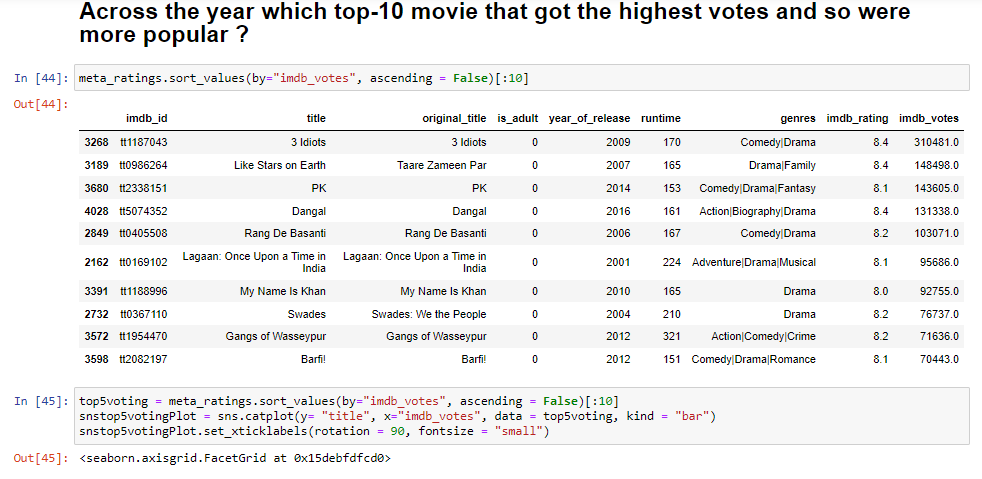 Across the year which top-10 movie that got the highest votes and so were
more popular ?
In [44]: meta_ratings.sort_values(by="imdb_votes", ascending = False)[:10]
Out[44]:
imdb_id title original_title is_adult year_of_release runtime genres imdb_rating imdb_votes
3268 tt1187043 3 Idiots 3 Idiots 0 2009 170 Comedy|Drama 8.4 310481.0
3189 tt0986264 Like Stars on Earth Taare Zameen Par 0 2007 165 Drama|Family 8.4 148498.0
3680 tt2338151 PK PK 0 2014 153 Comedy|Drama|Fantasy 8.1 143605.0
4028 tt5074352 Dangal Dangal 0 2016 161 Action|Biography|Drama 8.4 131338.0
2849 tt0405508 Rang De Basanti Rang De Basanti 0 2006 167 Comedy|Drama 8.2 103071.0
2162 tt0169102 Lagaan: Once Upon a Time in India Lagaan: Once Upon a Time in India 0 2001 224 Adventure|Drama|Musical 8.1 95686.0
3391 tt1188996 My Name Is Khan My Name Is Khan 0 2010 165 Drama 8.0 92755.0
2732 tt0367110 Swades Swades: We the People 0 2004 210 Drama 8.2 76737.0
3572 tt1954470 Gangs of Wasseypur Gangs of Wasseypur 0 2012 321 Action|Comedy|Crime 8.2 71636.0
3598 tt2082197 Barfi! Barfi! 0 2012 151 Comedy|Drama|Romance 8.1 70443.0
In [45]: top5voting = meta_ratings.sort_values(by="imdb_votes", ascending = False)[:10]
snstop5votingPlot = sns.catplot(y= "title", x="imdb_votes", data = top5voting, kind = "bar")
snstop5votingPlot.set_xticklabels(rotation = 90, fontsize = "small")
Out[45]: <seaborn.axisgrid.FacetGrid at 0x15debfdfcd0>